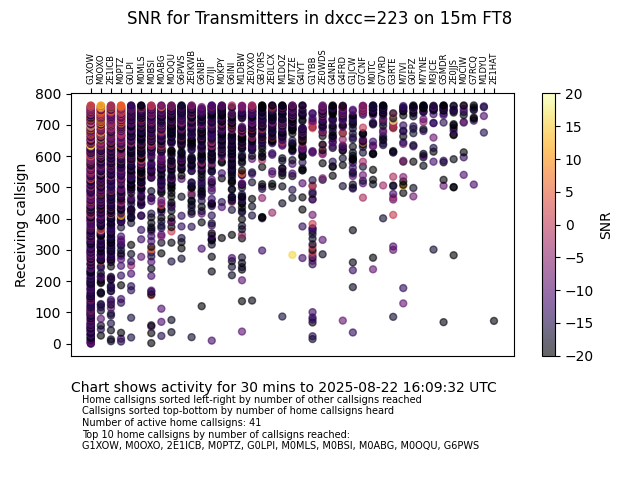 SNR for Transmitters in dxcc=223 on 15m FT8
G1XOW M0OXO 2E1ICB M0PTZ G0LPI M0MLS M0BSI M0ABG M0OQU G6PWS 2E0KWB G6NBF G7IJI M0KPY G6INI M1DBW 2E0XXO GB70RS 2E0LCX M1DOZ M7TZE G4IYT G1YBB 2E0WDS G4NRL G4FRD G1IJCW G7CNF M0ITC G7VRD G3RTE M7IVI G0FPZ M7YNE M3JCE G5MDR 2E0JJS M0CIW G7RCQ M1DYU 2E1HAT
800
700
600
500
400
300
200
100
0
Receiving callsign
20
15
10
5
0
−5
−10
−15
−20
SNR
Chart shows activity for 30 mins to 2025-08-22 16:09:32 UTC
Home callsigns sorted left-right by number of other callsigns reached
Callsigns sorted top-bottom by number of home callsigns heard
Number of active home callsigns: 41
Top 10 home callsigns by number of callsigns reached:
G1XOW, M0OXO, 2E1ICB, M0PTZ, G0LPI, M0MLS, M0BSI, M0ABG, M0OQU, G6PWS